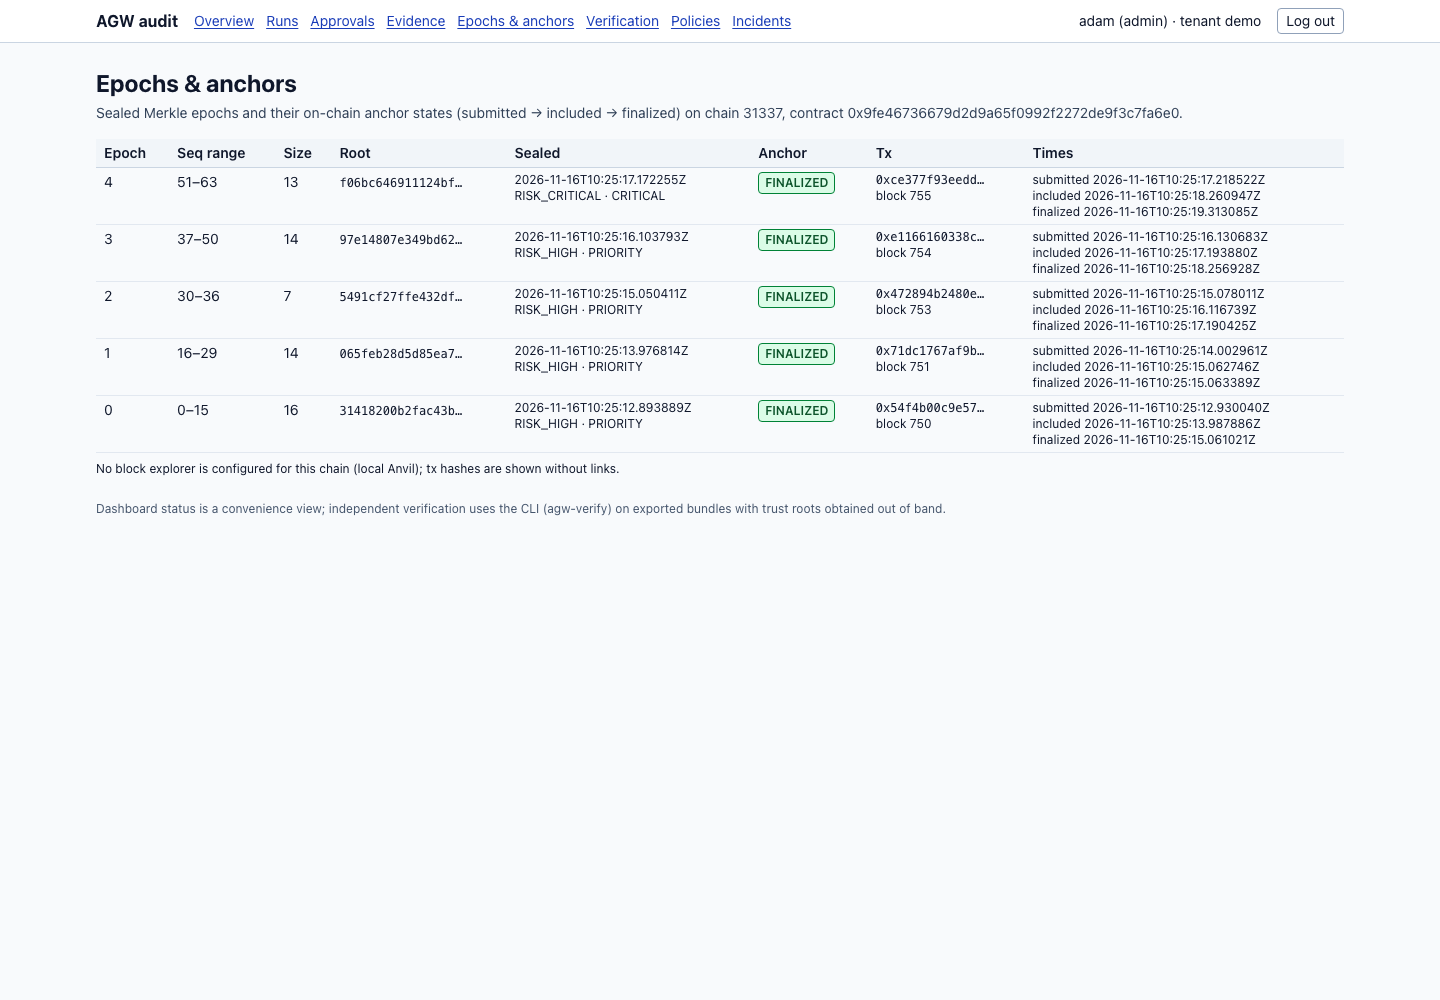 AGW audit Overview Runs Approvals Evidence Epochs & anchors Verification Policies Incidents adam (admin) · tenant demo Log out
Epochs & anchors
Sealed Merkle epochs and their on-chain anchor states (submitted → included → finalized) on chain 31337, contract 0x9fe46736679d2d9a65f0992f2272de9f3c7fa6e0.
Epoch Seq range Size Root Sealed Anchor Tx Times
4 51–63 13 f06bc646911124bf… 2026-11-16T10:25:17.172255Z FINALIZED 0xce377f93eedd… submitted 2026-11-16T10:25:17.218522Z
RISK_CRITICAL · CRITICAL block 755 included 2026-11-16T10:25:18.260947Z
finalized 2026-11-16T10:25:19.313085Z
3 37–50 14 97e14807e349bd62… 2026-11-16T10:25:16.103793Z FINALIZED 0xe1166160338c… submitted 2026-11-16T10:25:16.130683Z
RISK_HIGH · PRIORITY block 754 included 2026-11-16T10:25:17.193880Z
finalized 2026-11-16T10:25:18.256928Z
2 30–36 7 5491cf27ffe432df… 2026-11-16T10:25:15.050411Z FINALIZED 0x472894b2480e… submitted 2026-11-16T10:25:15.078011Z
RISK_HIGH · PRIORITY block 753 included 2026-11-16T10:25:16.116739Z
finalized 2026-11-16T10:25:17.190425Z
1 16–29 14 065feb28d5d85ea7… 2026-11-16T10:25:13.976814Z FINALIZED 0x71dc1767af9b… submitted 2026-11-16T10:25:14.002961Z
RISK_HIGH · PRIORITY block 751 included 2026-11-16T10:25:15.062746Z
finalized 2026-11-16T10:25:15.063389Z
0 0–15 16 31418200b2fac43b… 2026-11-16T10:25:12.893889Z FINALIZED 0x54f4b00c9e57… submitted 2026-11-16T10:25:12.930040Z
RISK_HIGH · PRIORITY block 750 included 2026-11-16T10:25:13.987886Z
finalized 2026-11-16T10:25:15.061021Z
No block explorer is configured for this chain (local Anvil); tx hashes are shown without links.
Dashboard status is a convenience view; independent verification uses the CLI (agw-verify) on exported bundles with trust roots obtained out of band.